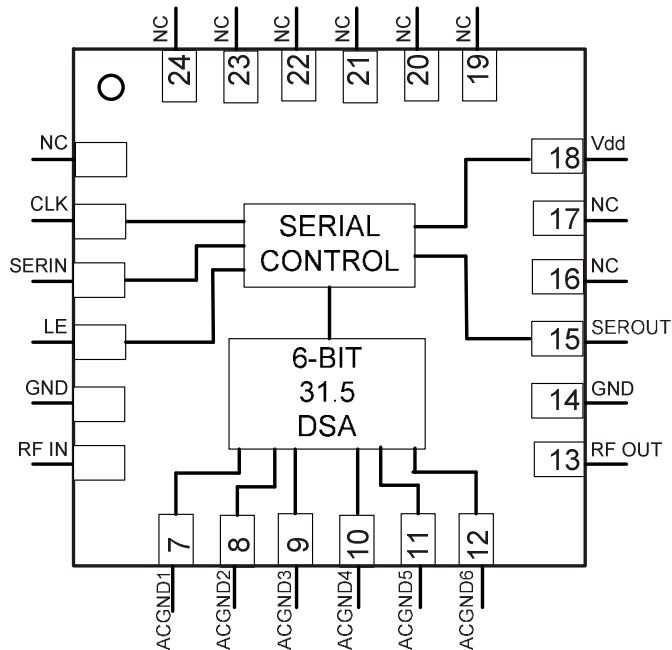 NC NC NC NC NC NC
24 23 22 21 20 19
NC
18 Vdd
CLK
17 NC
SERIAL
CONTROL
SERIN
16 NC
LE
15 SEROUT
6-BIT
31.5
DSA
GND
14 GND
RF IN
13 RF OUT
7 8 9 10 11 12
ACGND1 ACGND2 ACGND3 ACGND4 ACGND5 ACGND6